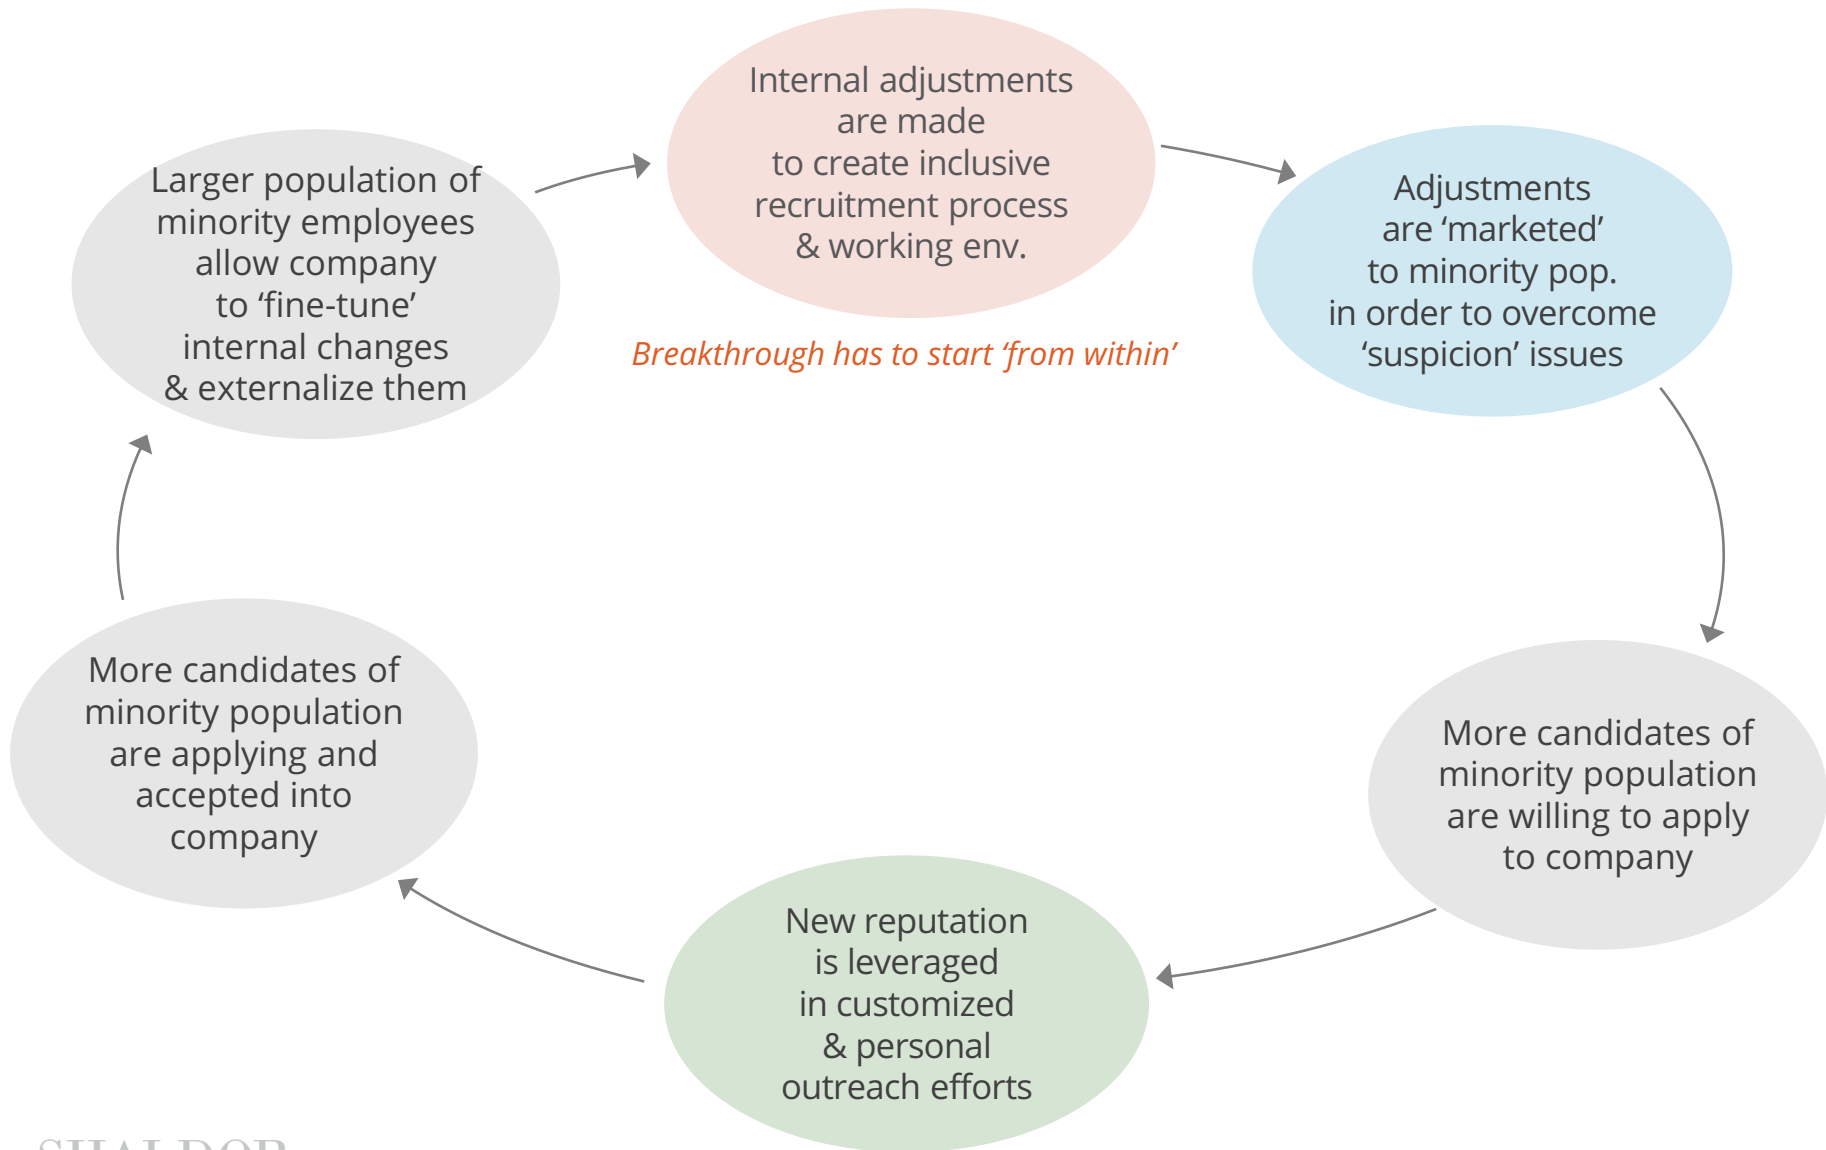 Internal adjustments
are made
to create inclusive
recruitment process
& working env.
Breakthrough has to start ‘from within’
Adjustments
are ‘marketed’
to minority pop.
in order to overcome
‘suspicion’ issues
More candidates of
minority population
are willing to apply
to company
New reputation
is leveraged
in customized
& personal
outreach efforts
More candidates of
minority population
are applying and
accepted into
company
Larger population of
minority employees
allow company
to ‘fine-tune’
internal changes
& externalize them
SHALDOR